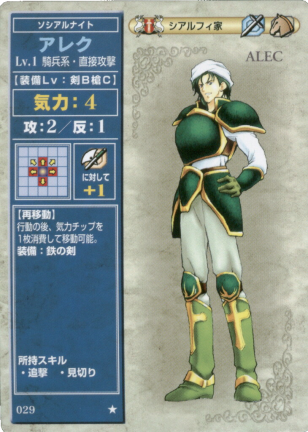 ソシアルナイト
アレク
Lv.1 騎兵系・直接攻撃
【装備Lv：剣B槍C】
気力：4
攻：2／反：1
に対して
+1
【再移動】
行動の後、気力チップを
1枚消費して移動可能。
装備：鉄の剣
所持スキル
・追撃 ・見切り
029 ★
シアルフィ家
ALEC